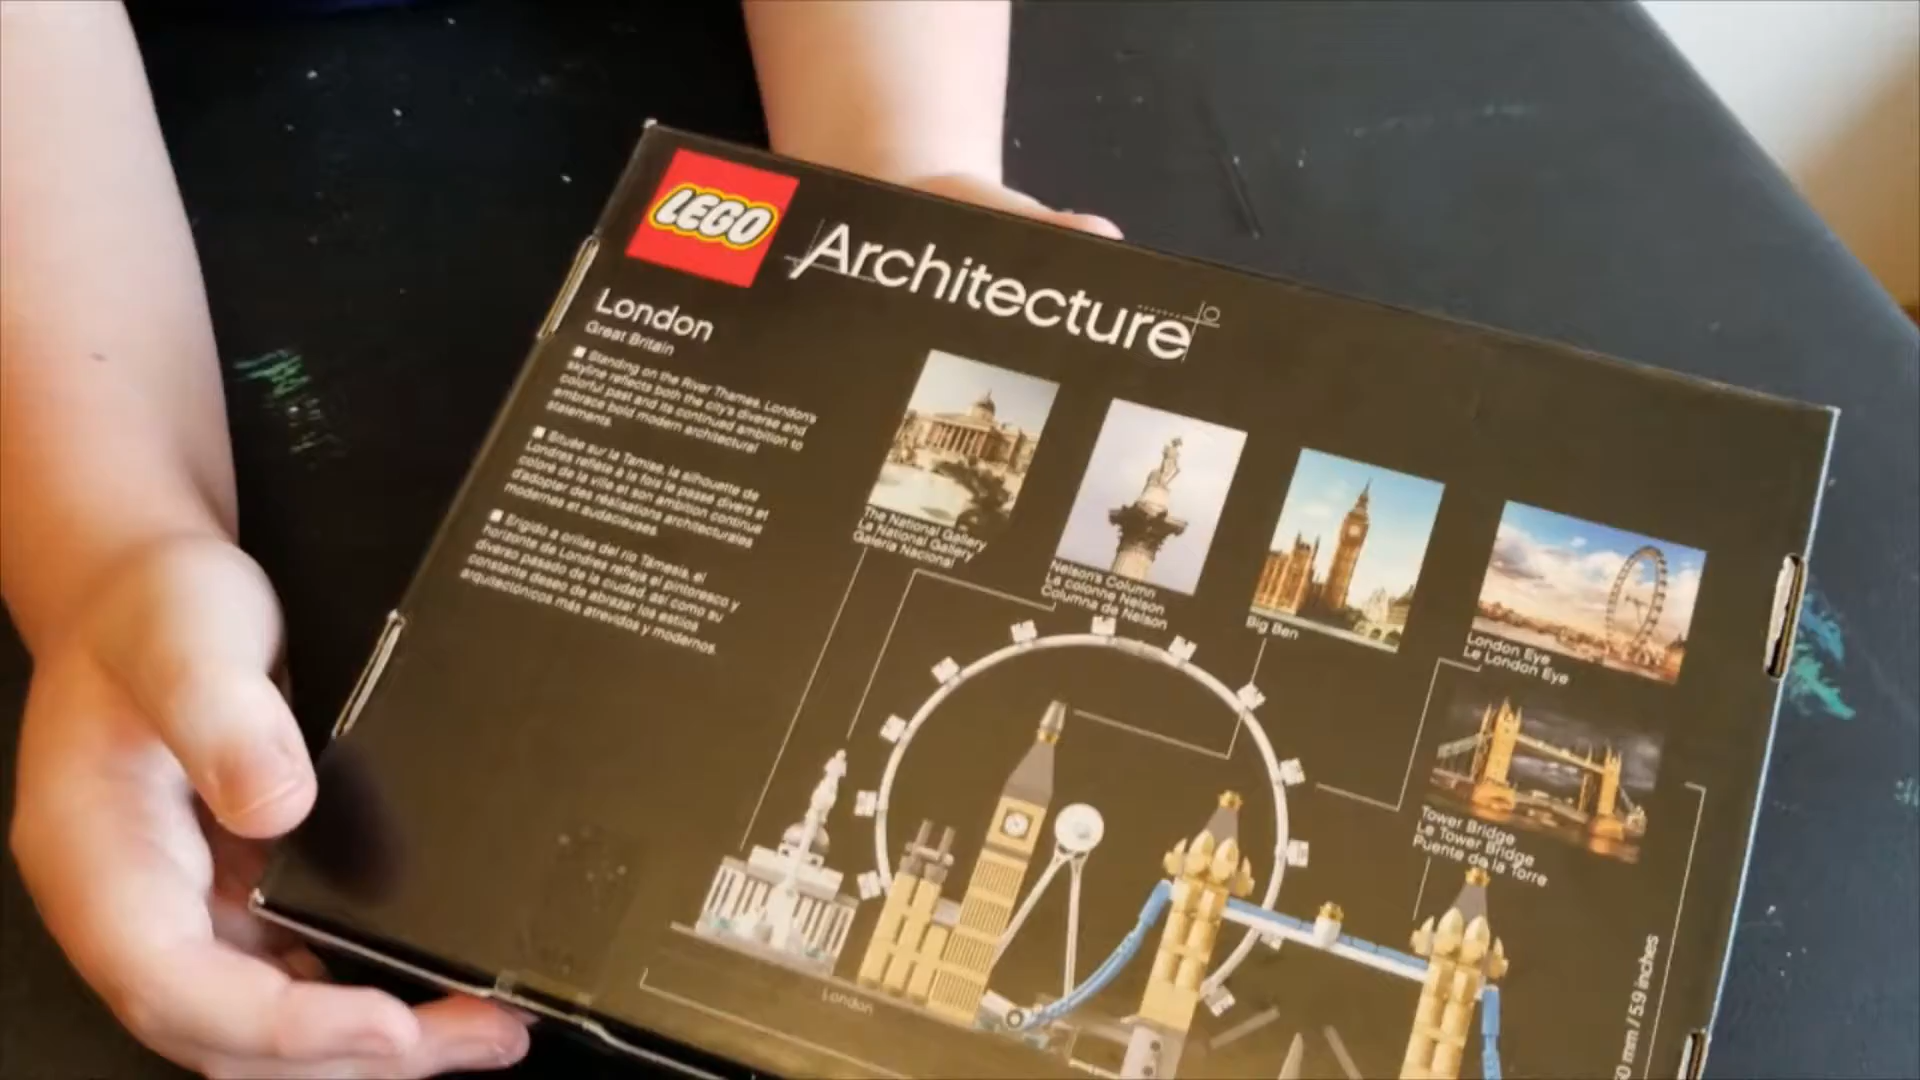 LEGO
Architecture
London
Great Britain
Standing on the River Thames, London's
skyline reflects both the city's diverse and
colorful past and its continued ambition to
embrace bold modern architectural
statements.
Située sur la Tamise, la silhouette de
Londres reflète à la fois le passé divers et
coloré de la ville et son ambition continue
d'adopter des réalisations architecturales
modernes et audacieuses.
Erigido a orillas del río Támesis, el
horizonte de Londres refleja el pintoresco y
diverso pasado de la ciudad, así como su
constante deseo de abrazar los estilos
arquitectónicos más atrevidos y modernos.
The National Gallery
La National Gallery
Galería Nacional
Nelson's Column
La colonne Nelson
Columna de Nelson
Big Ben
London Eye
Le London Eye
Tower Bridge
Le Tower Bridge
Puente de la Torre
London
0 mm / 5.9 inches